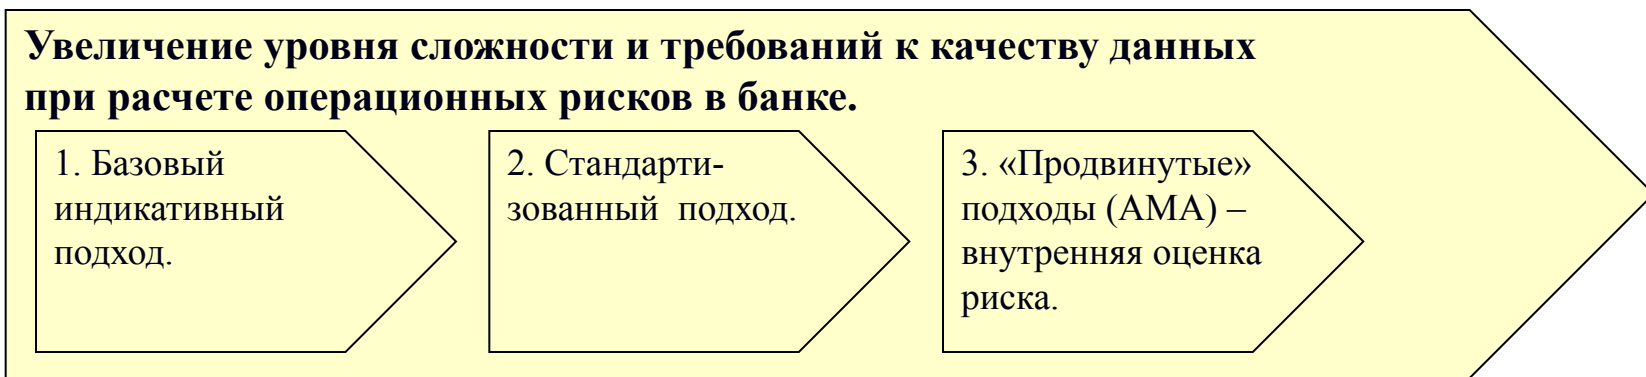 Увеличение уровня сложности и требований к качеству данных
при расчете операционных рисков в банке.
1. Базовый
индикативный
подход.
2. Стандарти-
зованный подход.
3. «Продвинутые»
подходы (АМА) –
внутренняя оценка
риска.